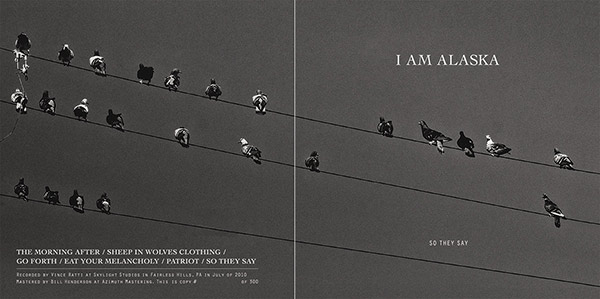 I AM ALASKA
SO THEY SAY
THE MORNING AFTER / SHEEP IN WOLVES CLOTHING /
GO FORTH / EAT YOUR MELANCHOLY / PATRIOT / SO THEY SAY
Recorded by Vince Ratti at Skylight Studios in Fairless Hills, PA in July of 2010
Mastered by Bill Henderson at Azimuth Mastering. This is copy # of 300